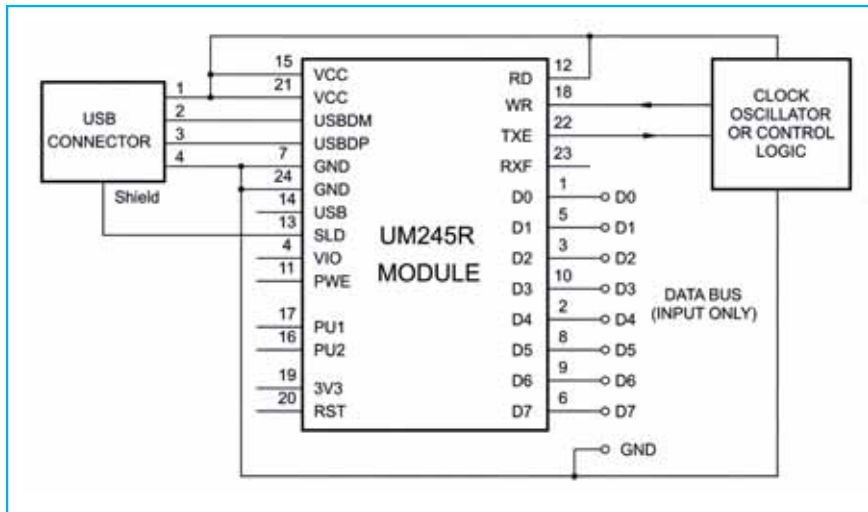 USB
CONNECTOR
1
2
3
4
Shield
15
21
7
24
14
13
4
11
17
16
19
20
VCC
VCC
USBDM
USBDP
GND
GND
USB
SLD
VIO
PWE
PU1
PU2
3V3
RST
UM245R
MODULE
RD
WR
TXE
RXF
D0
D1
D2
D3
D4
D5
D6
D7
12
18
22
23
1
5
3
10
2
8
9
6
D0
D1
D2
D3
D4
D5
D6
D7
GND
DATA BUS
(INPUT ONLY)
CLOCK
OSCILLATOR
OR CONTROL
LOGIC